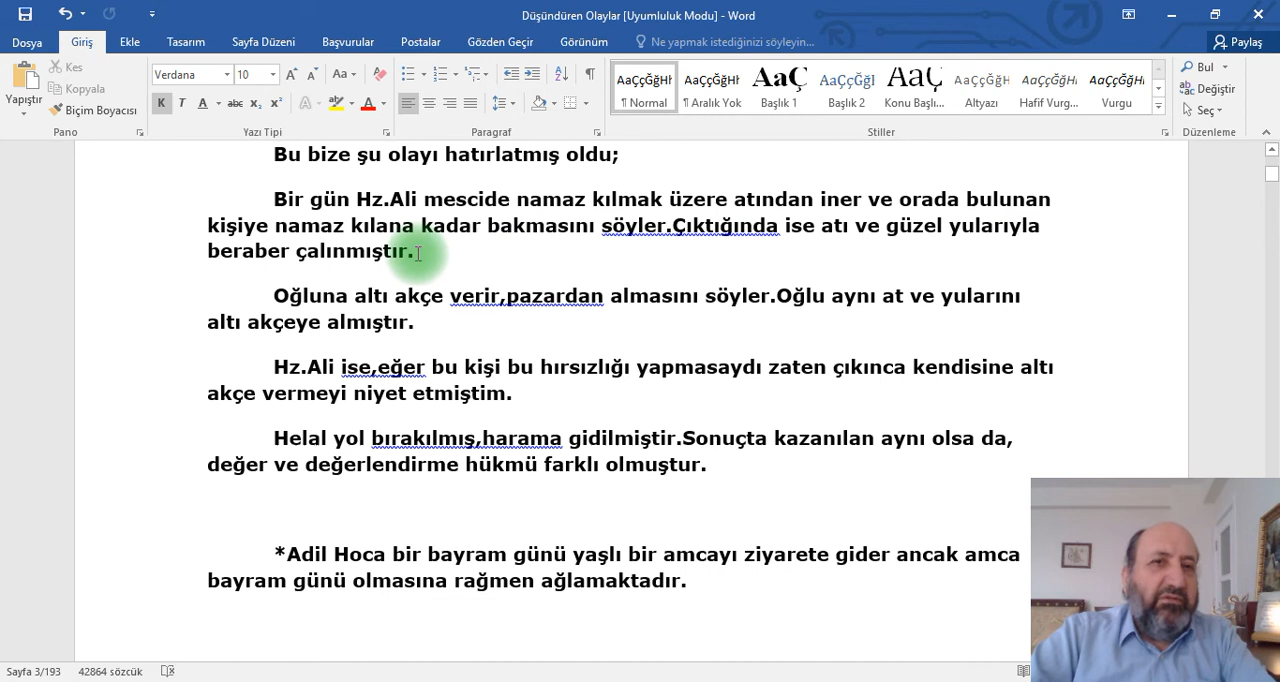 Düşündüren Olaylar [Uyumluluk Modu] - Word
Dosya Giriş Ekle Tasarım Sayfa Düzeni Başvurular Postalar Gözden Geçir Görünüm Ne yapmak istediğinizi söyleyin... Paylaş
Yapıştır
Kes
Kopyala
Biçim Boyacısı
Pano
Verdana 10
K T A abc x₂ x²
Yazı Tipi
Paragraf
AaÇçĞğHł AaÇçĞğHł AaÇ AaÇçĞğI AaÇ AaÇçĞğH AaÇçĞğHł AaÇçĞğHł
¶ Normal ¶ Aralık Yok Başlık 1 Başlık 2 Konu Başlı... Altyazı Hafif Vurg... Vurgu
Stiller
Bul
Değiştir
Seç
Düzenleme
Bu bize şu olayı hatırlatmış oldu;
Bir gün Hz.Ali mescide namaz kılmak üzere atından iner ve orada bulunan
kişiye namaz kılana kadar bakmasını söyler.Çıktığında ise atı ve güzel yularıyla
beraber çalınmıştır.
Oğluna altı akçe verir,pazardan almasını söyler.Oğlu aynı at ve yularını
altı akçeye almıştır.
Hz.Ali ise,eğer bu kişi bu hırsızlığı yapmasaydı zaten çıkınca kendisine altı
akçe vermeyi niyet etmiştim.
Helal yol bırakılmış,harama gidilmiştir.Sonuçta kazanılan aynı olsa da,
değer ve değerlendirme hükmü farklı olmuştur.
*Adil Hoca bir bayram günü yaşlı bir amcayı ziyarete gider ancak amca
bayram günü olmasına rağmen ağlamaktadır.
Sayfa 3/193 42864 sözcük